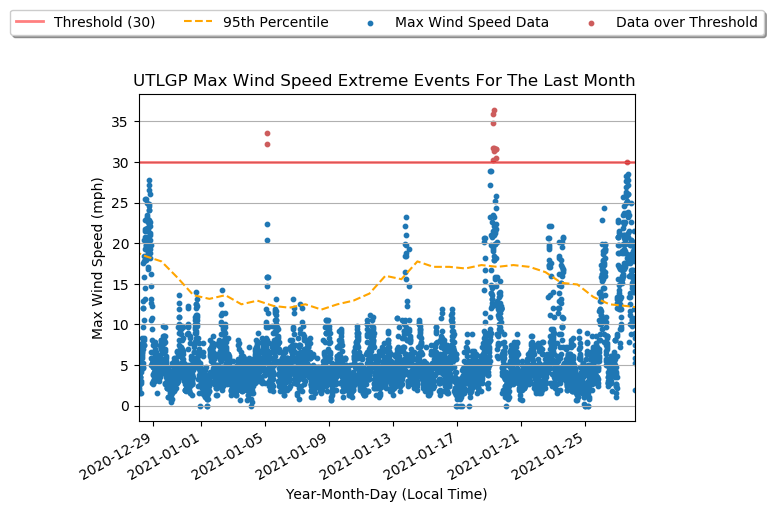 Threshold (30) 95th Percentile Max Wind Speed Data Data over Threshold
UTLGP Max Wind Speed Extreme Events For The Last Month
Max Wind Speed (mph)
35
30
25
20
15
10
5
0
2020-12-29 2021-01-01 2021-01-05 2021-01-09 2021-01-13 2021-01-17 2021-01-21 2021-01-25
Year-Month-Day (Local Time)